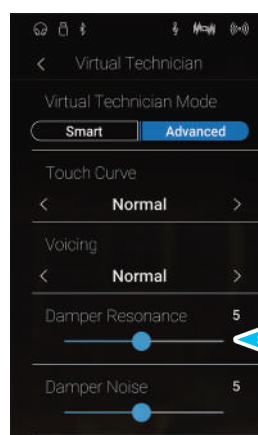 < Virtual Technician
Virtual Technician Mode
Smart Advanced
Touch Curve
< Normal >
Voicing
< Normal >
Damper Resonance 5
Damper Noise 5